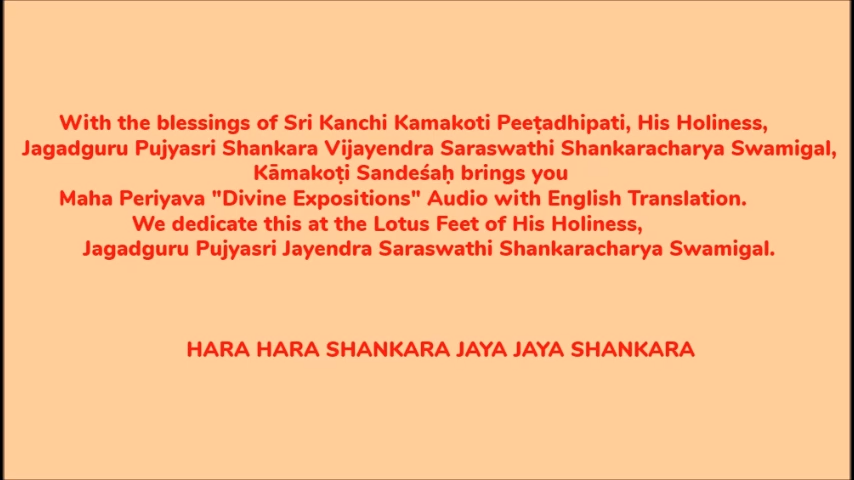 With the blessings of Sri Kanchi Kamakoti Peeṭadhipati, His Holiness,
Jagadguru Pujyasri Shankara Vijayendra Saraswathi Shankaracharya Swamigal,
Kāmakoṭi Sandeśaḥ brings you
Maha Periyava "Divine Expositions" Audio with English Translation.
We dedicate this at the Lotus Feet of His Holiness,
Jagadguru Pujyasri Jayendra Saraswathi Shankaracharya Swamigal.
HARA HARA SHANKARA JAYA JAYA SHANKARA